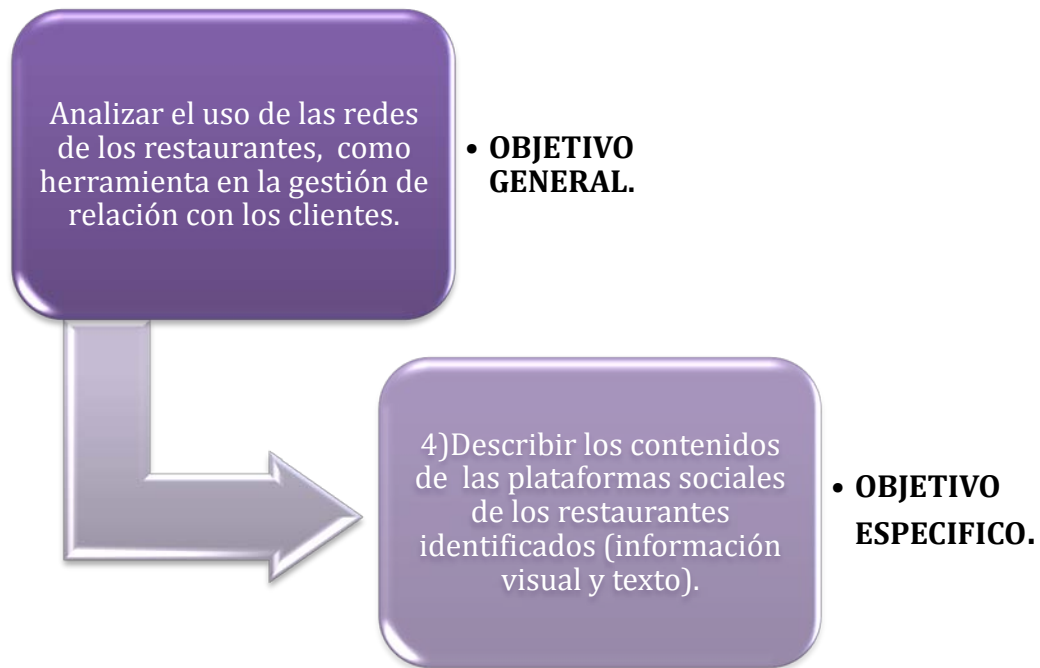 Analizar el uso de las redes
de los restaurantes, como
herramienta en la gestión de
relación con los clientes.
• OBJETIVO
GENERAL.
4)Describir los contenidos
de las plataformas sociales
de los restaurantes
identificados (información
visual y texto).
• OBJETIVO
ESPECIFICO.